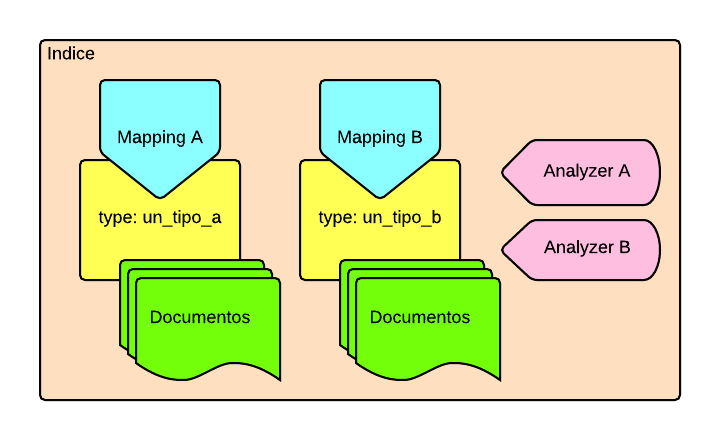 Indice
Mapping A
Mapping B
Analyzer A
type: un_tipo_a
type: un_tipo_b
Analyzer B
Documentos
Documentos